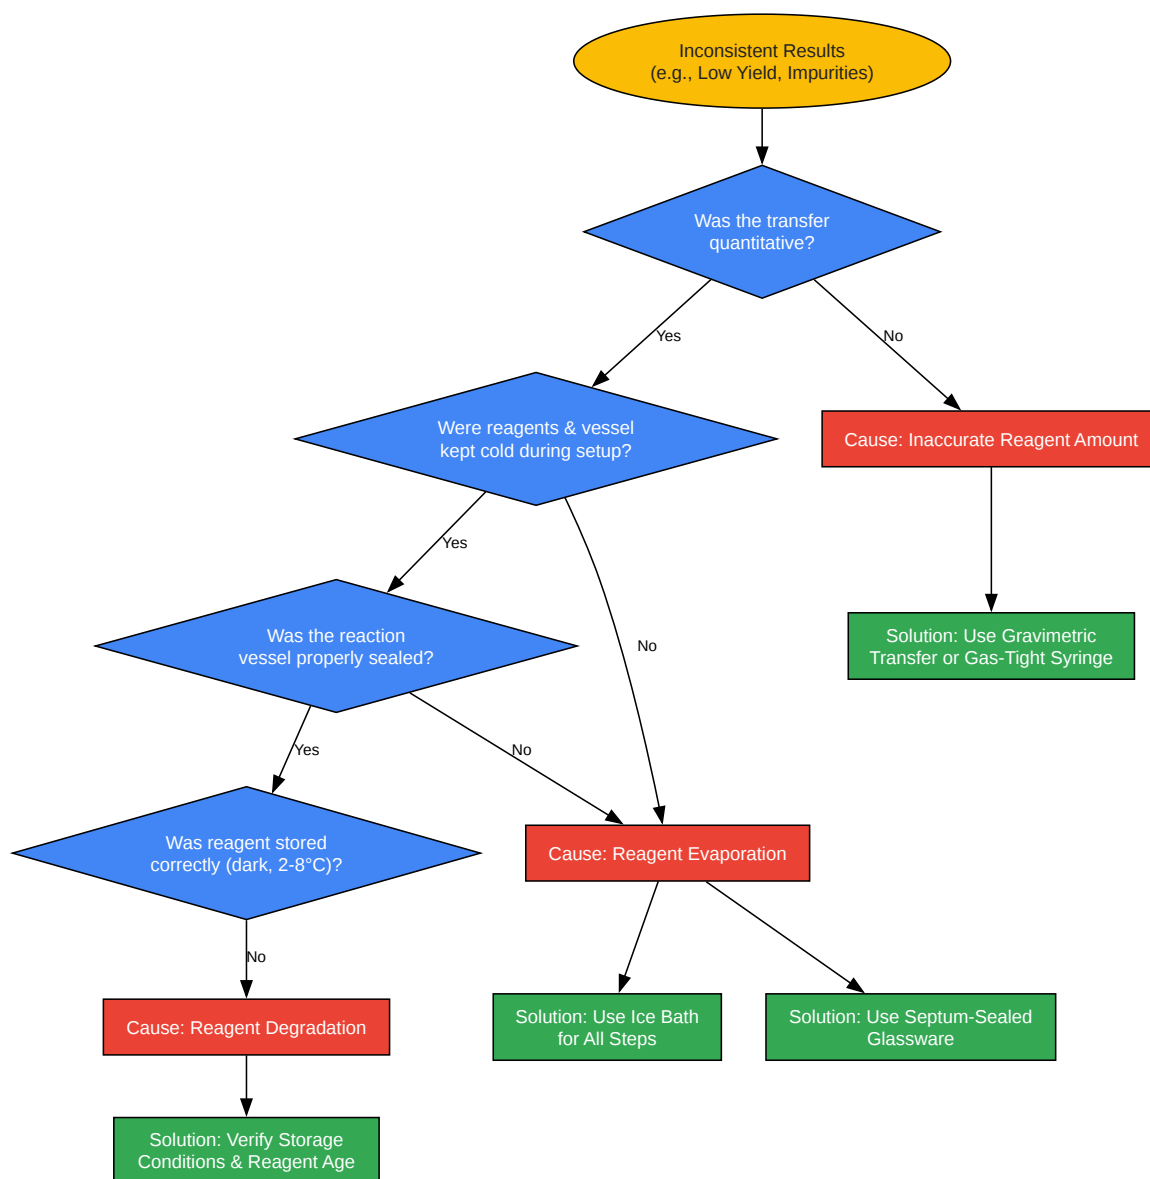 Inconsistent Results
(e.g., Low Yield, Impurities)
Was the transfer
quantitative?
Yes
No
Were reagents & vessel
kept cold during setup?
Cause: Inaccurate Reagent Amount
Yes
No
Was the reaction
vessel properly sealed?
Solution: Use Gravimetric
Transfer or Gas-Tight Syringe
Yes
No
Was reagent stored
correctly (dark, 2-8°C)?
Cause: Reagent Evaporation
No
Cause: Reagent Degradation
Solution: Use Ice Bath
for All Steps
Solution: Use Septum-Sealed
Glassware
Solution: Verify Storage
Conditions & Reagent Age